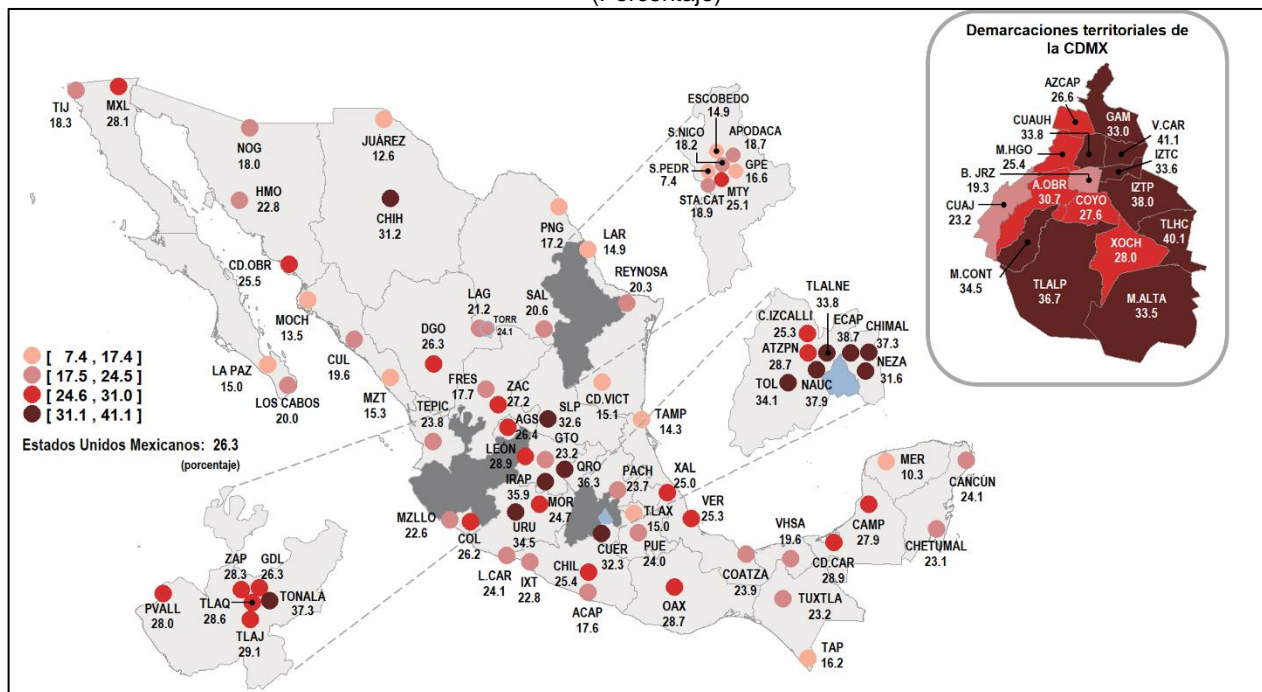 (Porcentaje)
Demarcaciones territoriales de
la CDMX
AZCAP
26.6
CUAUH
33.8
GAM
33.0
V.CAR
41.1
M.HGO
25.4
IZTC
33.6
B. JRZ
19.3
A.OBR
30.7
IZTP
38.0
CUAJ
23.2
COYO
27.6
TLHC
40.1
XOCH
28.0
M.CONT
34.5
TLALP
36.7
M.ALTA
33.5
TIJ
18.3
MXL
28.1
NOG
18.0
JUÁREZ
12.6
HMO
22.8
CHIH
31.2
CD.OBR
25.5
MOCH
13.5
PNG
17.2
LAR
14.9
REYNOSA
20.3
ESCOBEDO
14.9
S.NICO
18.2
APODACA
18.7
S.PEDR
7.4
GPE
16.6
MTY
25.1
STA.CAT
18.9
LAG
21.2
TORR
24.1
SAL
20.6
DGO
26.3
CUL
19.6
LA PAZ
15.0
LOS CABOS
20.0
MZT
15.3
FRES
17.7
ZAC
27.2
CD.VICT
15.1
TEPIC
23.8
AGS
26.4
SLP
32.6
TAMP
14.3
LEÓN
28.9
GTO
23.2
QRO
36.3
IRAP
35.9
MOR
24.7
PACH
23.7
XAL
25.0
VER
25.3
TLAX
15.0
MZLLO
22.6
COL
26.2
URU
34.5
CUER
32.3
PUE
24.0
L.CAR
24.1
IXT
22.8
CHIL
25.4
ACAP
17.6
OAX
28.7
COATZA
23.9
VHSA
19.6
TUXTLA
23.2
TAP
16.2
CD.CAR
28.9
CAMP
27.9
MER
10.3
CANCÚN
24.1
CHETUMAL
23.1
TLALNE
33.8
C.IZCALLI
25.3
ECAP
38.7
CHIMAL
37.3
ATZPN
28.7
NEZA
31.6
TOL
34.1
NAUC
37.9
[ 7.4 , 17.4 ]
[ 17.5 , 24.5 ]
[ 24.6 , 31.0 ]
[ 31.1 , 41.1 ]
Estados Unidos Mexicanos: 26.3
(porcentaje)
ZAP
28.3
GDL
26.3
PVALL
28.0
TLAQ
28.6
TONALA
37.3
TLAJ
29.1